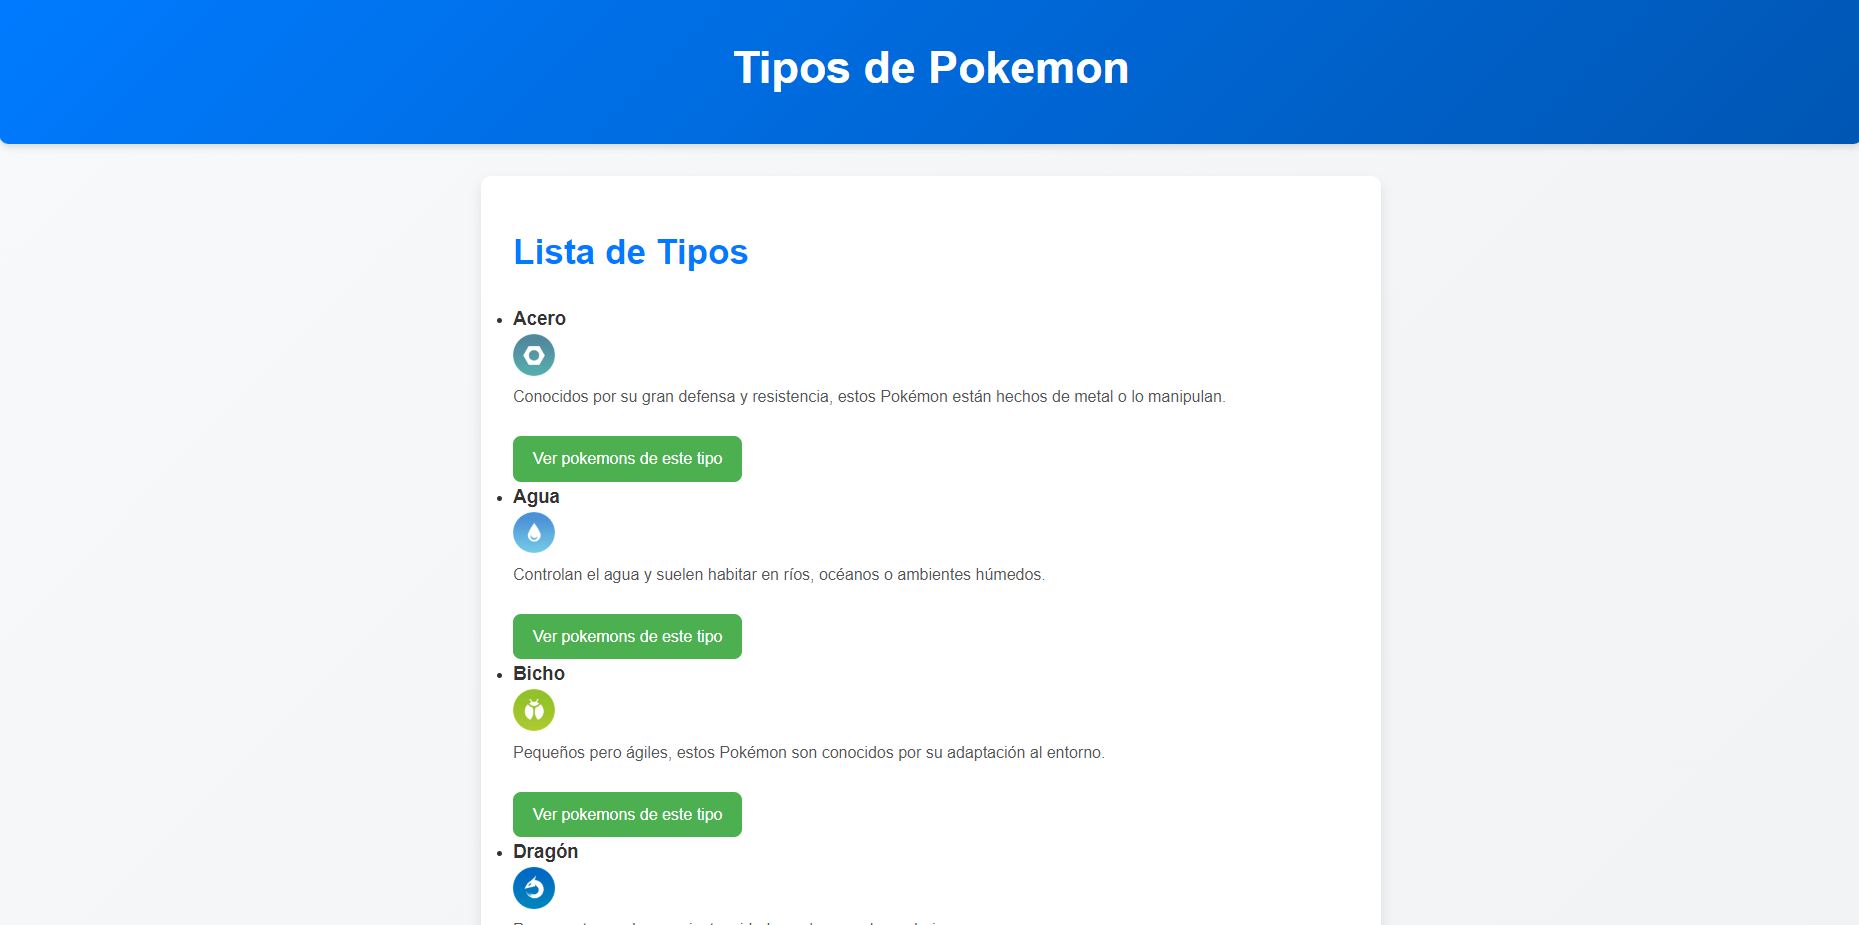 Tipos de Pokemon
Lista de Tipos
Acero
Conocidos por su gran defensa y resistencia, estos Pokémon están hechos de metal o lo manipulan.
Ver pokemons de este tipo
Agua
Controlan el agua y suelen habitar en ríos, océanos o ambientes húmedos.
Ver pokemons de este tipo
Bicho
Pequeños pero ágiles, estos Pokémon son conocidos por su adaptación al entorno.
Ver pokemons de este tipo
Dragón